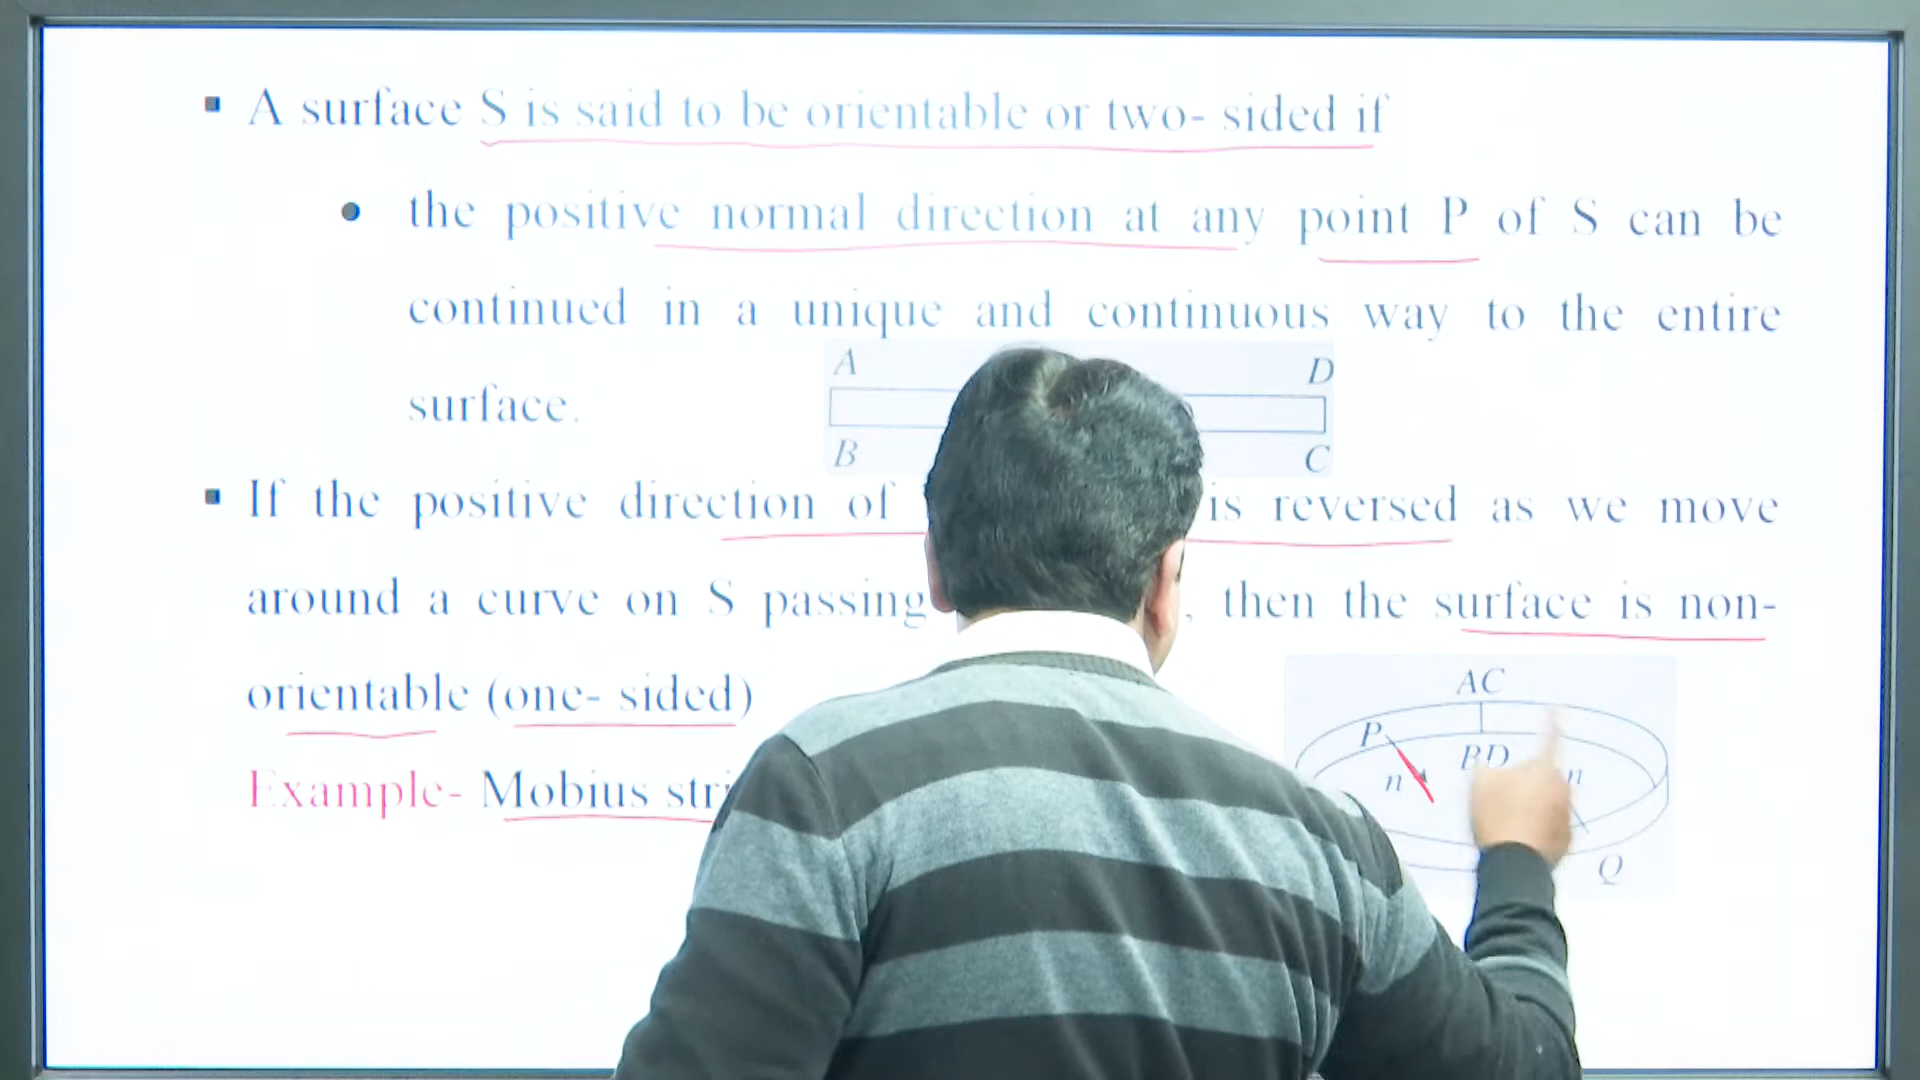 ▪ A surface S is said to be orientable or two- sided if
• the positive normal direction at any point P of S can be
continued in a unique and continuous way to the entire
surface.
A D
B C
▪ If the positive direction of is reversed as we move
around a curve on S passing , then the surface is non-
orientable (one- sided)
Example- Mobius
AC
P
BD
n n
Q